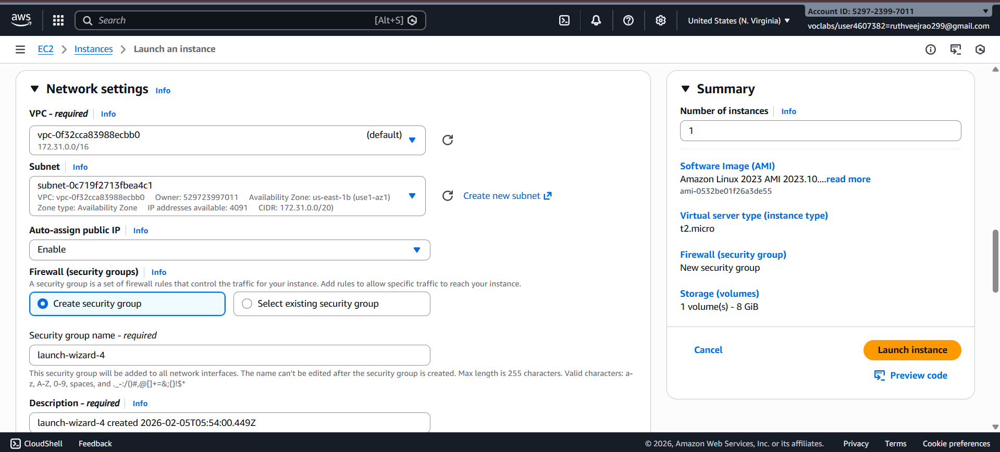 aws
Search [Alt+S]
United States (N. Virginia)
Account ID: 5297-2399-7011
voclabs/user4607382=ruthveejrao299@gmail.com
EC2 Instances Launch an instance
Network settings Info
VPC - required Info
vpc-0f32cca83988ecbb0 (default)
172.31.0.0/16
Subnet Info
subnet-0c719f2713fbea4c1
VPC: vpc-0f32cca83988ecbb0 Owner: 529723997011 Availability Zone: us-east-1b (use1-az1)
Zone type: Availability Zone IP addresses available: 4091 CIDR: 172.31.0.0/20)
Create new subnet
Auto-assign public IP Info
Enable
Firewall (security groups) Info
A security group is a set of firewall rules that control the traffic for your instance. Add rules to allow specific traffic to reach your instance.
Create security group
Select existing security group
Security group name - required
launch-wizard-4
This security group will be added to all network interfaces. The name can't be edited after the security group is created. Max length is 255 characters. Valid characters: a-
z, A-Z, 0-9, spaces, and ._-:/()#,@[]+=&;{}!$*
Description - required Info
launch-wizard-4 created 2026-02-05T05:54:00.449Z
Summary
Number of instances Info
1
Software Image (AMI)
Amazon Linux 2023 AMI 2023.10....read more
ami-0532be01f26a3de55
Virtual server type (instance type)
t2.micro
Firewall (security group)
New security group
Storage (volumes)
1 volume(s) - 8 GiB
Cancel
Launch instance
Preview code
CloudShell Feedback
© 2026, Amazon Web Services, Inc. or its affiliates. Privacy Terms Cookie preferences